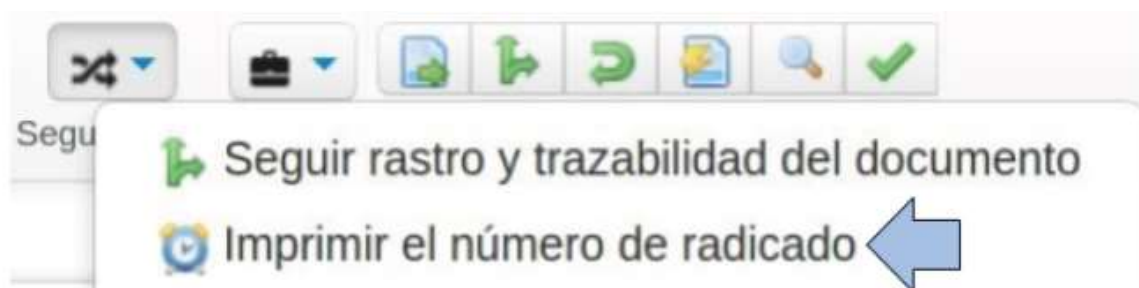 Segu
Seguir rastro y trazabilidad del documento
Imprimir el número de radicado